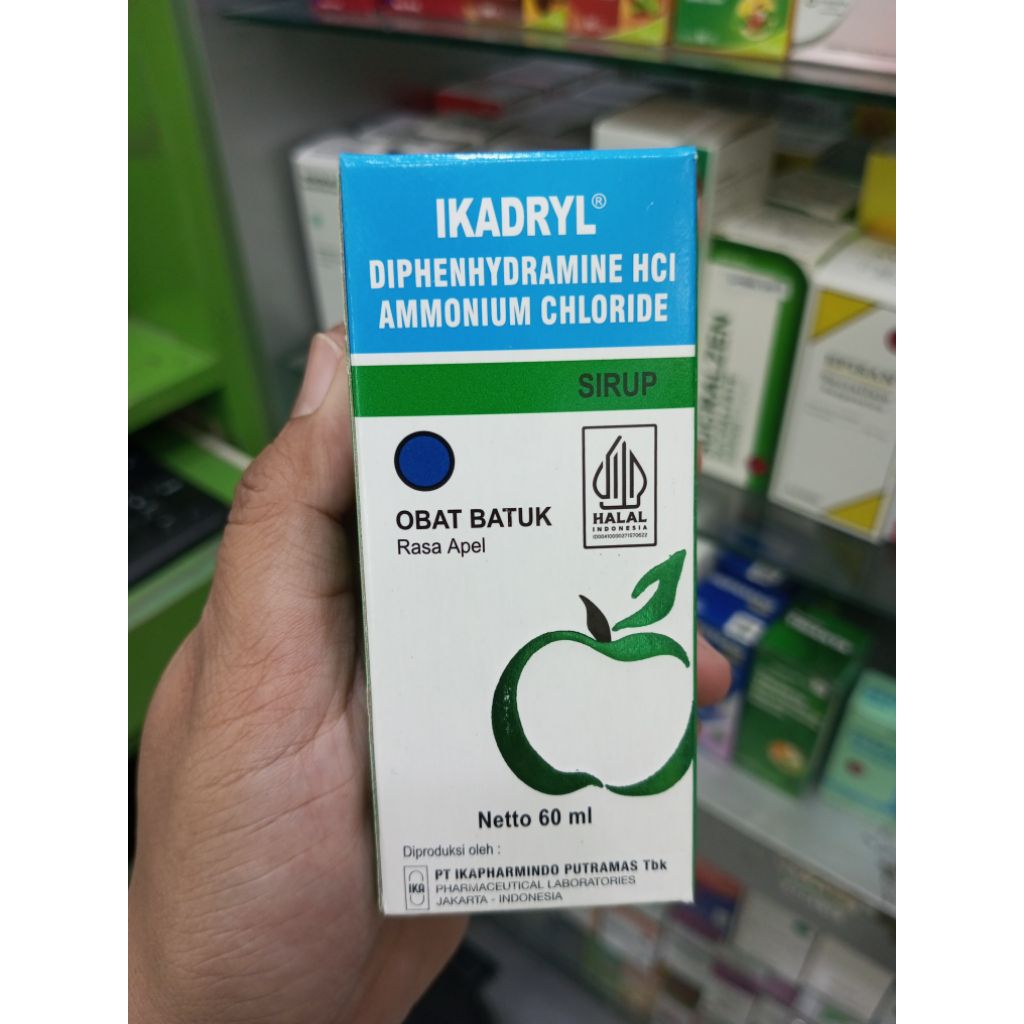 IKADRYL®
DIPHENHYDRAMINE HCl
AMMONIUM CHLORIDE
SIRUP
HALAL
INDONESIA
OBAT BATUK
Rasa Apel
Netto 60 ml
Diproduksi oleh :
IKA
PT IKAPHARMINDO PUTRAMAS Tbk
PHARMACEUTICAL LABORATORIES
JAKARTA - INDONESIA